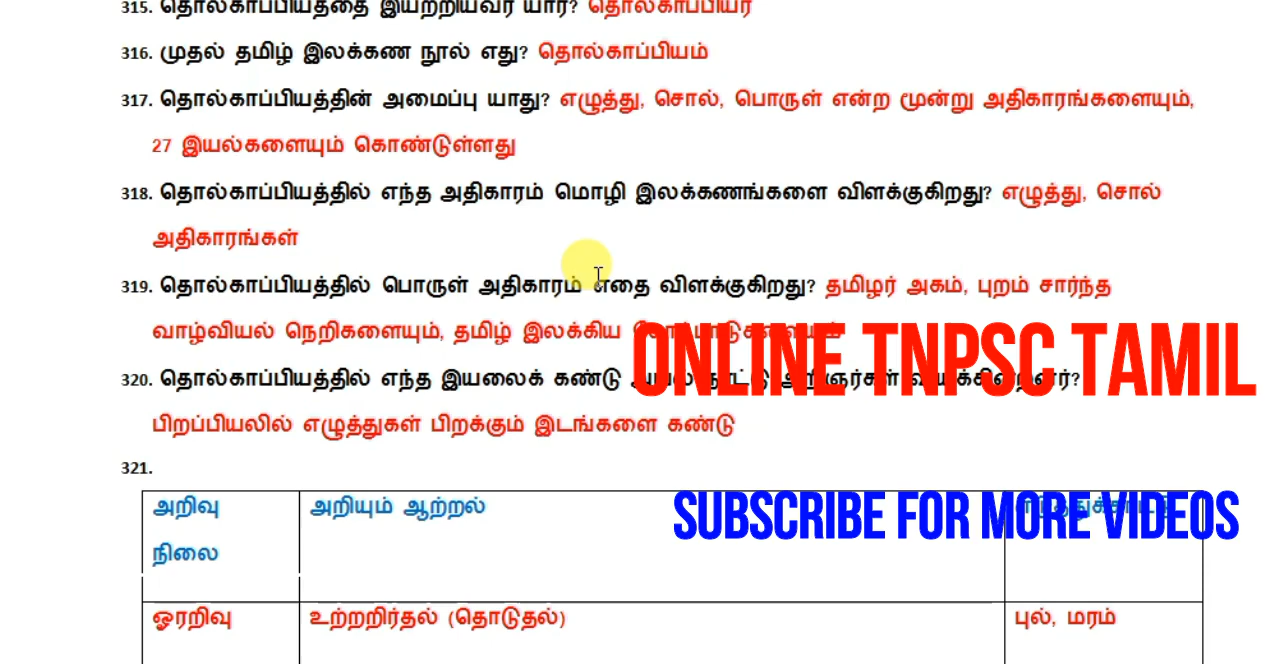 315. தொல்காப்பியத்தை இயற்றியவர் யார்? தொல்காப்பியர்
316. முதல் தமிழ் இலக்கண நூல் எது? தொல்காப்பியம்
317. தொல்காப்பியத்தின் அமைப்பு யாது? எழுத்து, சொல், பொருள் என்ற மூன்று அதிகாரங்களையும்,
27 இயல்களையும் கொண்டுள்ளது
318. தொல்காப்பியத்தில் எந்த அதிகாரம் மொழி இலக்கணங்களை விளக்குகிறது? எழுத்து, சொல்
அதிகாரங்கள்
319. தொல்காப்பியத்தில் பொருள் அதிகாரம் எதை விளக்குகிறது? தமிழர் அகம், புறம் சார்ந்த
வாழ்வியல் நெறிகளையும், தமிழ் இலக்கிய
ONLINE TNPSC TAMIL
320. தொல்காப்பியத்தில் எந்த இயலைக் கண்டு
பிறப்பியலில் எழுத்துகள் பிறக்கும் இடங்களை கண்டு
321.
அறிவு நிலை
அறியும் ஆற்றல்
SUBSCRIBE FOR MORE VIDEOS
ஓரறிவு
உற்றறிர்தல் (தொடுதல்)
புல், மரம்